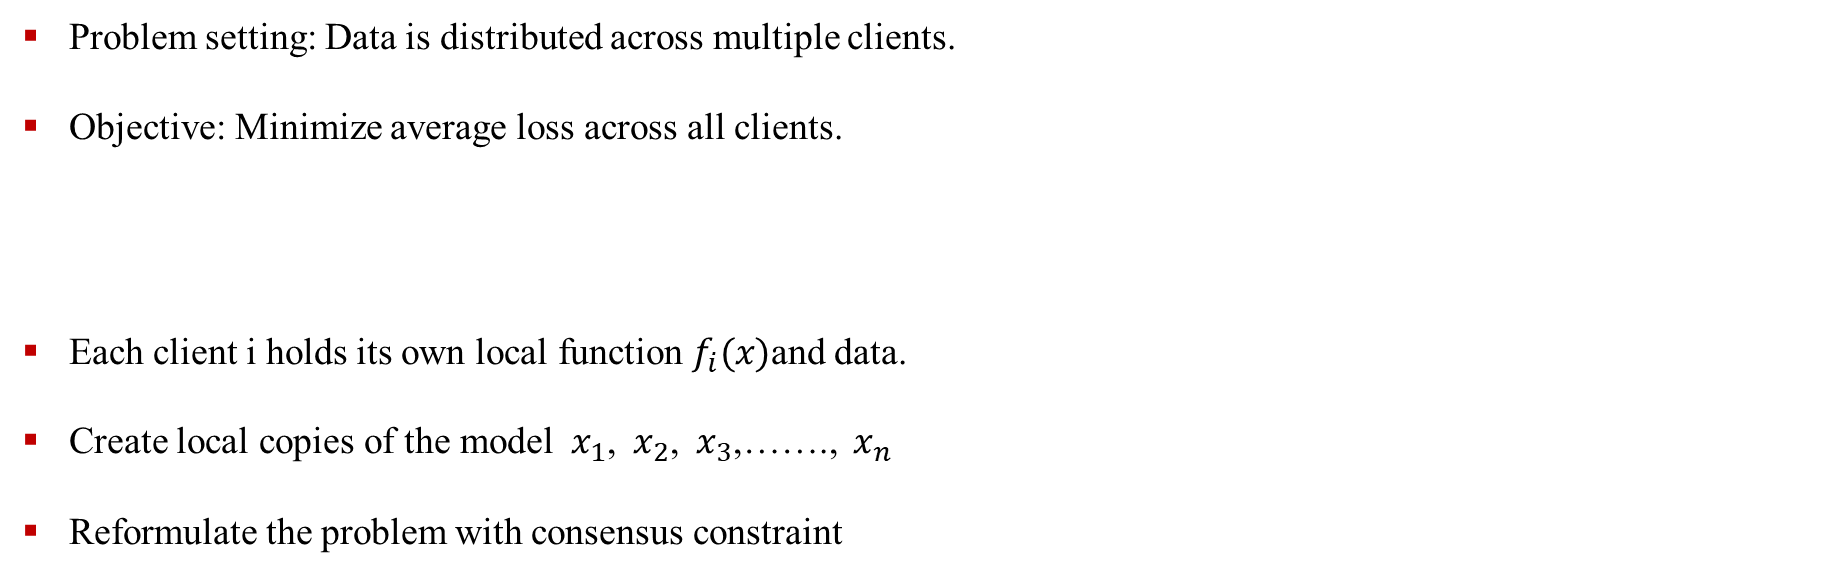 ▪ Problem setting: Data is distributed across multiple clients.
▪ Objective: Minimize average loss across all clients.
▪ Each client i holds its own local function 𝑓ᵢ(𝑥)and data.
▪ Create local copies of the model 𝑥₁, 𝑥₂, 𝑥₃,......., 𝑥ₙ
▪ Reformulate the problem with consensus constraint